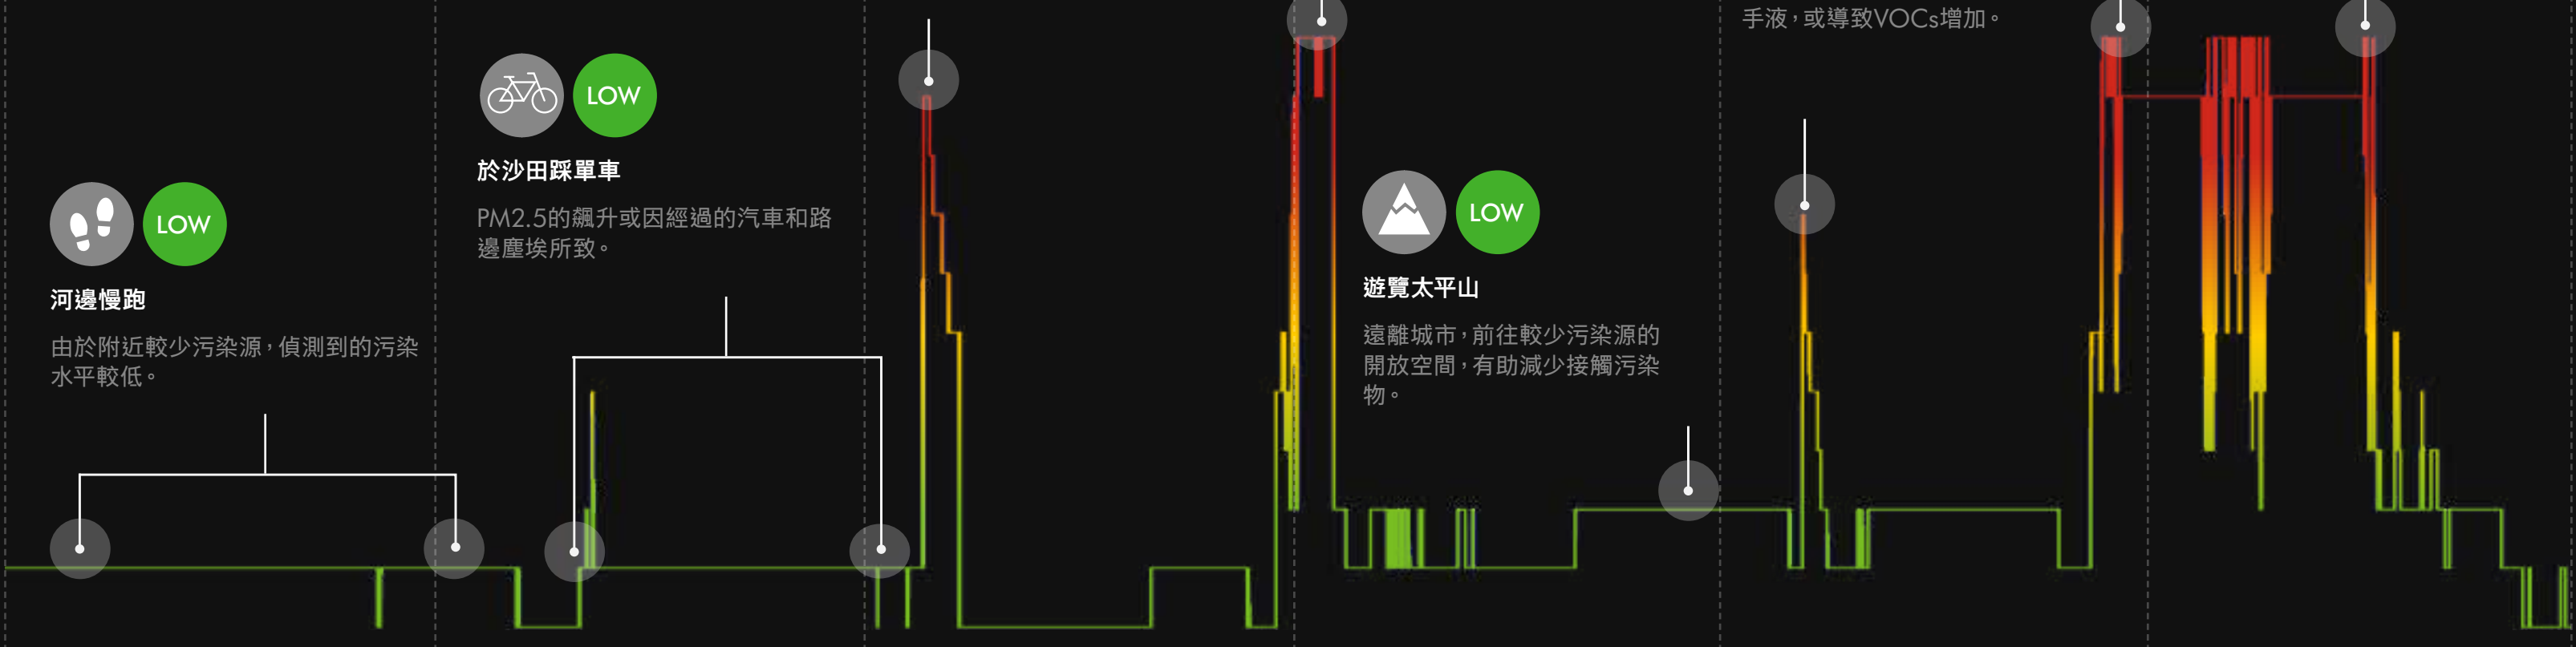 手液，或導致VOCs增加。
LOW
於沙田踩單車
PM2.5的飆升或因經過的汽車和路
邊塵埃所致。
LOW
河邊慢跑
由於附近較少污染源，偵測到的污染
水平較低。
LOW
遊覽太平山
遠離城市，前往較少污染源的
開放空間，有助減少接觸污染
物。